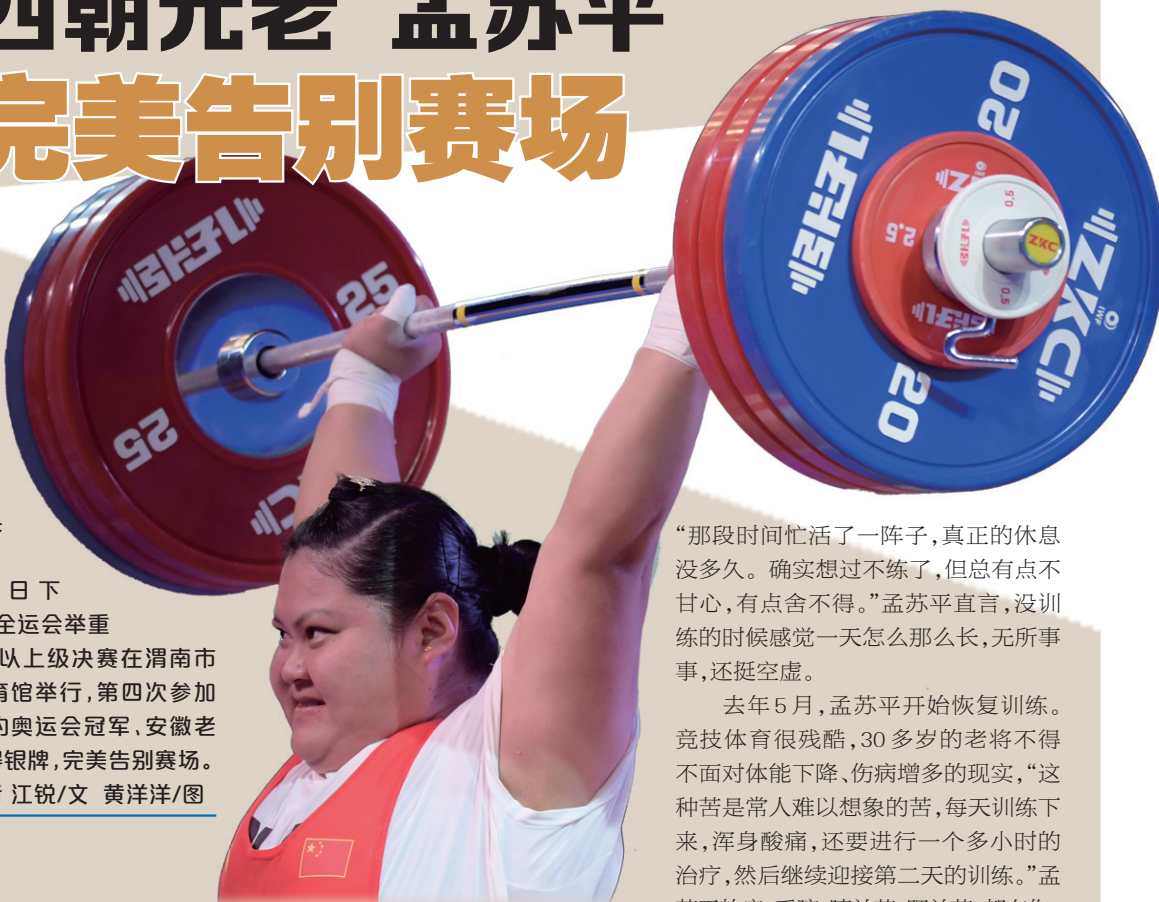 四朝元老 孟苏平
完美告别赛场
日下
全运会举重
以上级决赛在渭南市
育馆举行，第四次参加
的奥运会冠军、安徽老
银牌，完美告别赛场。
江锐/文 黄洋洋/图
“那段时间忙活了一阵子，真正的休息
没多久。确实想过不练了，但总有点不
甘心，有点舍不得。”孟苏平直言，没训
练的时候感觉一天怎么那么长，无所事
事，还挺空虚。
去年5月，孟苏平开始恢复训练。
竞技体育很残酷，30多岁的老将不得
不面对体能下降、伤病增多的现实，“这
种苦是常人难以想象的苦，每天训练下
来，浑身酸痛，还要进行一个多小时的
治疗，然后继续迎接第二天的训练。”孟
25
25
20
20
ZKC
ZKC
IWF
2.5
0.5